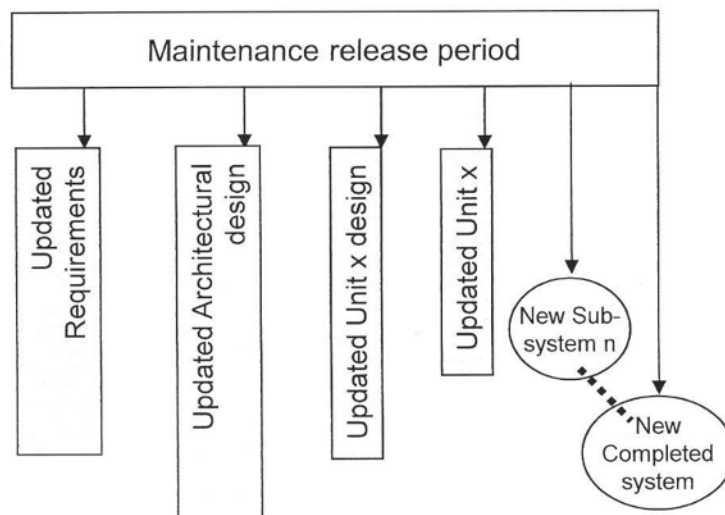 Maintenance release period
Updated
Requirements
Updated Architectural
design
Updated Unit x design
Updated Unit x
New Sub-
system n
New
Completed
system